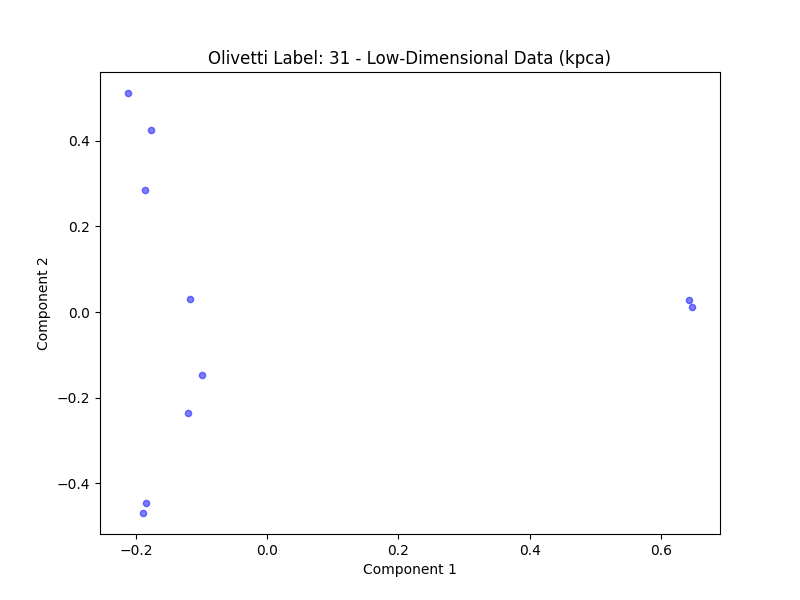 Olivetti Label: 31 - Low-Dimensional Data (kpca)
0.4
0.2
0.0
−0.2
−0.4
Component 2
−0.2 0.0 0.2 0.4 0.6
Component 1